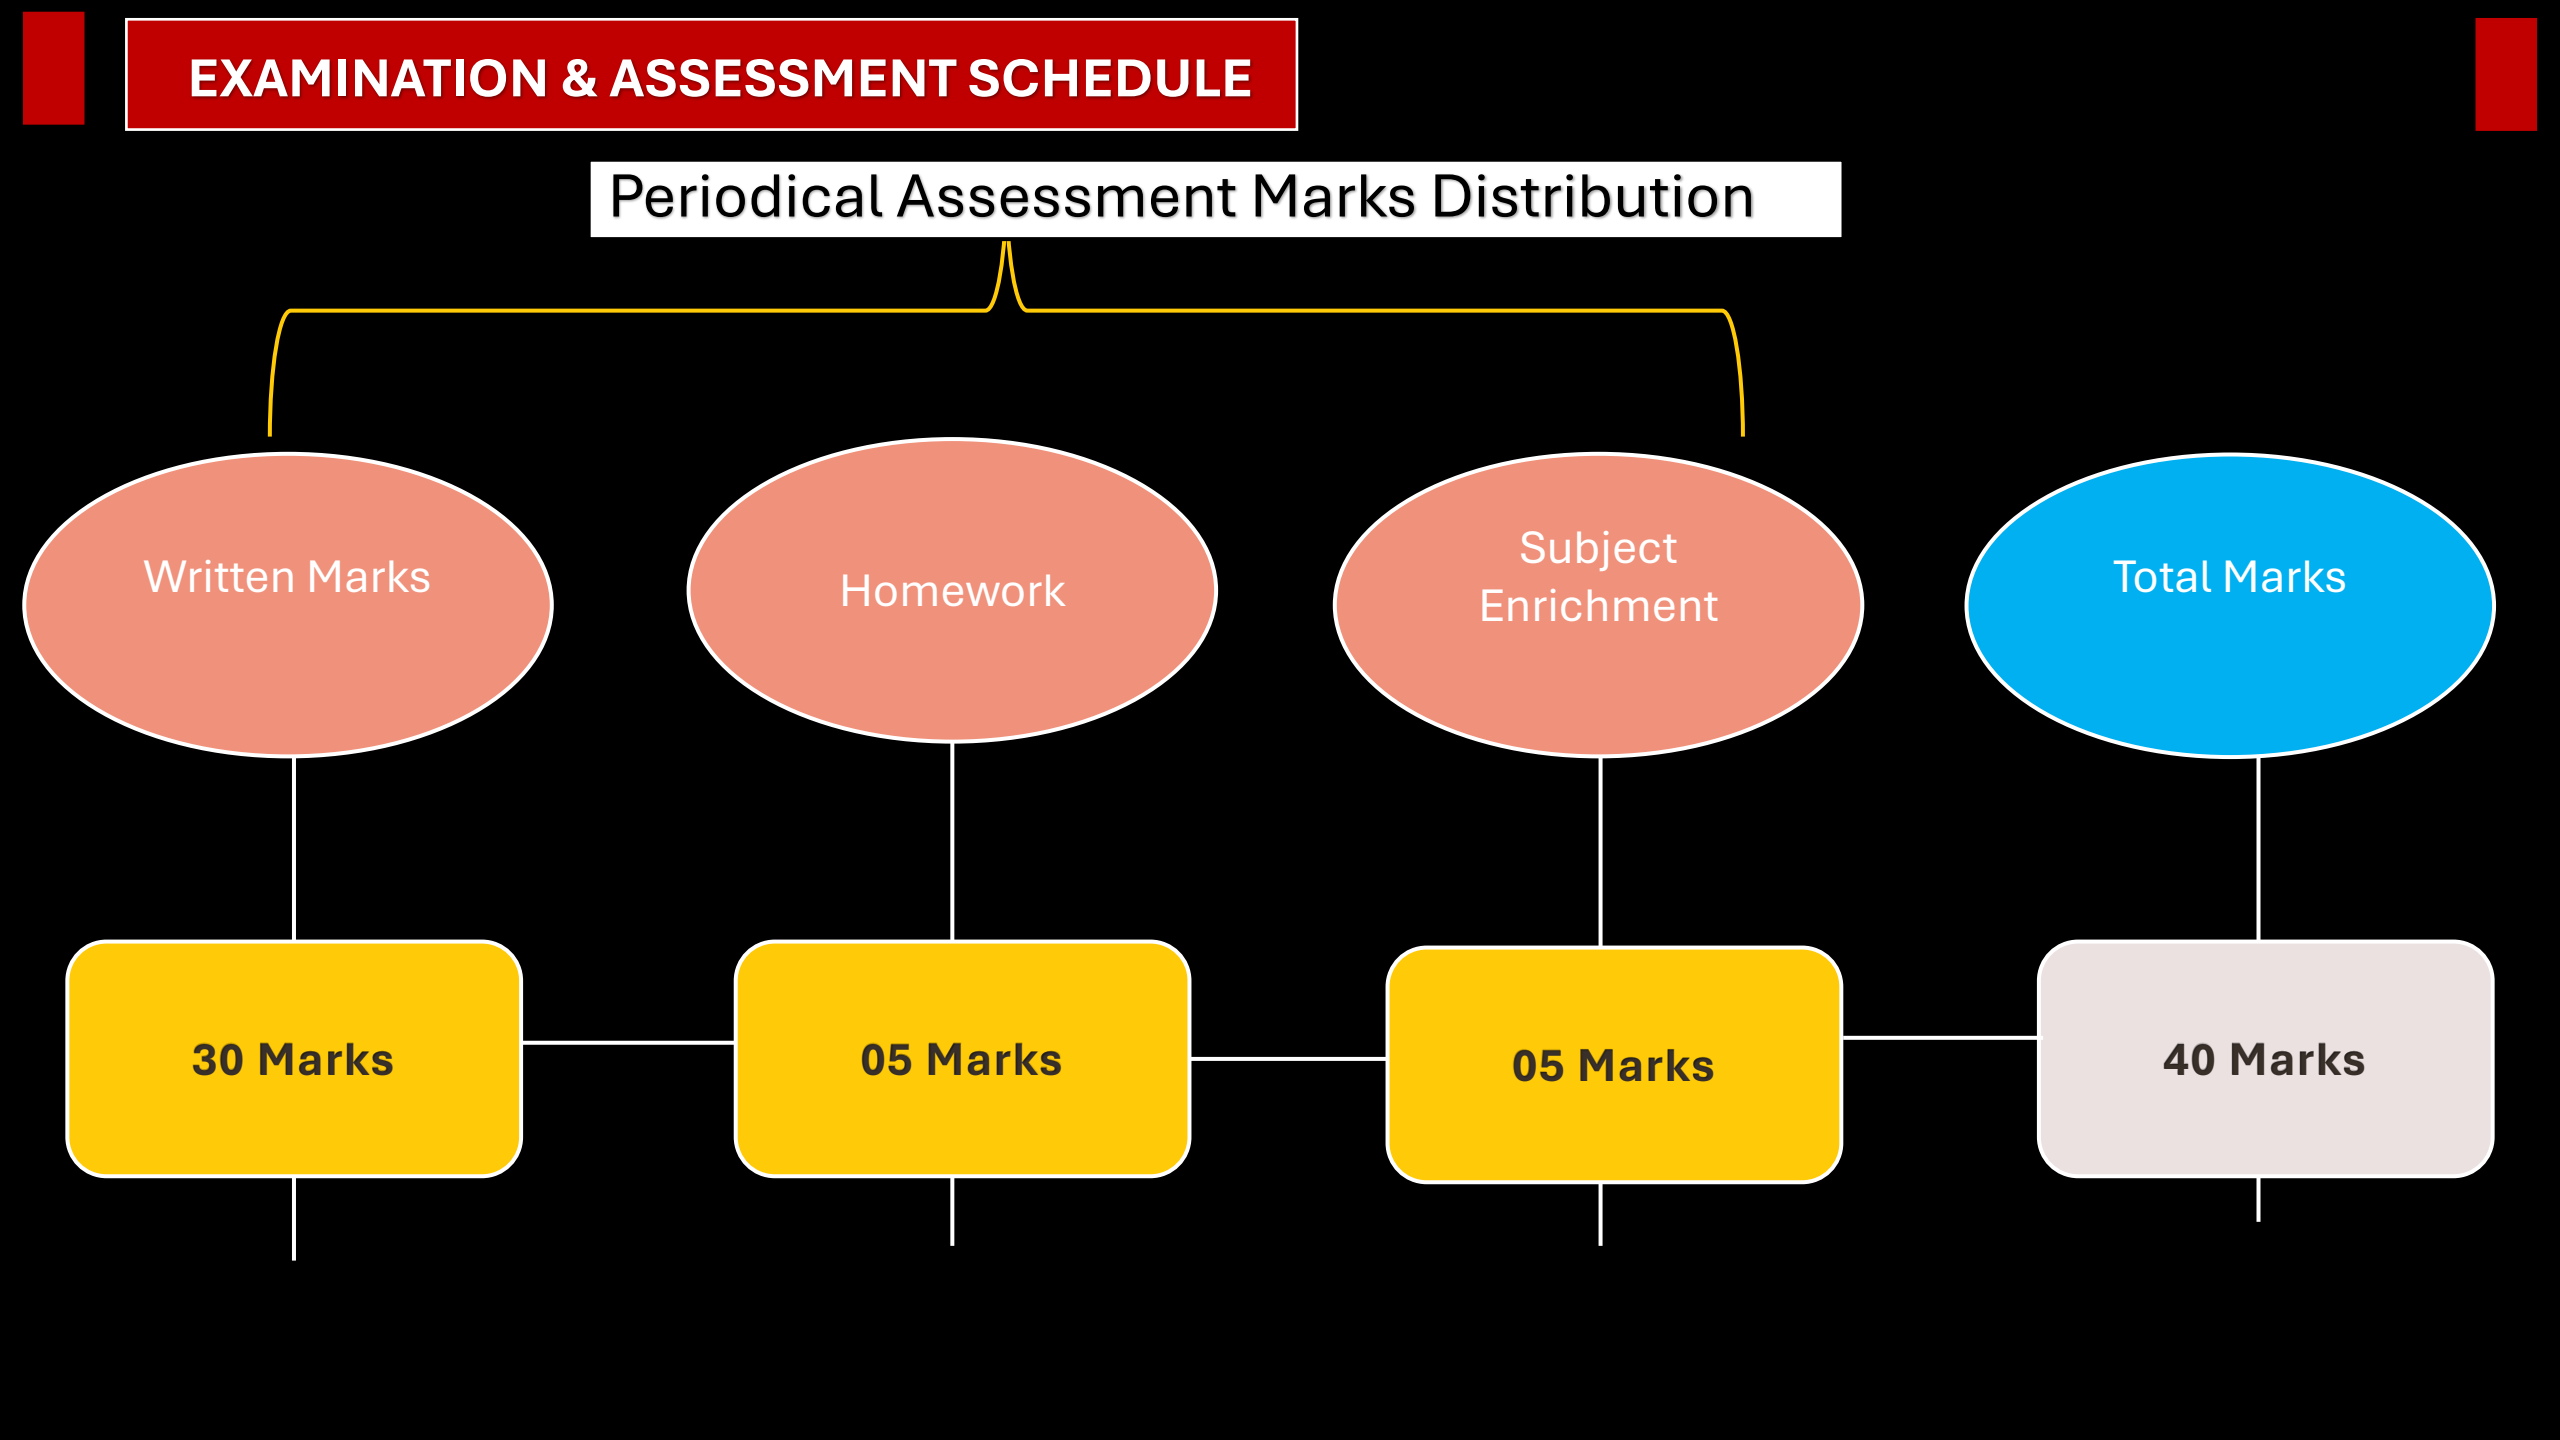 EXAMINATION & ASSESSMENT SCHEDULE
Periodical Assessment Marks Distribution
Written Marks
Homework
Subject
Enrichment
Total Marks
30 Marks
05 Marks
05 Marks
40 Marks